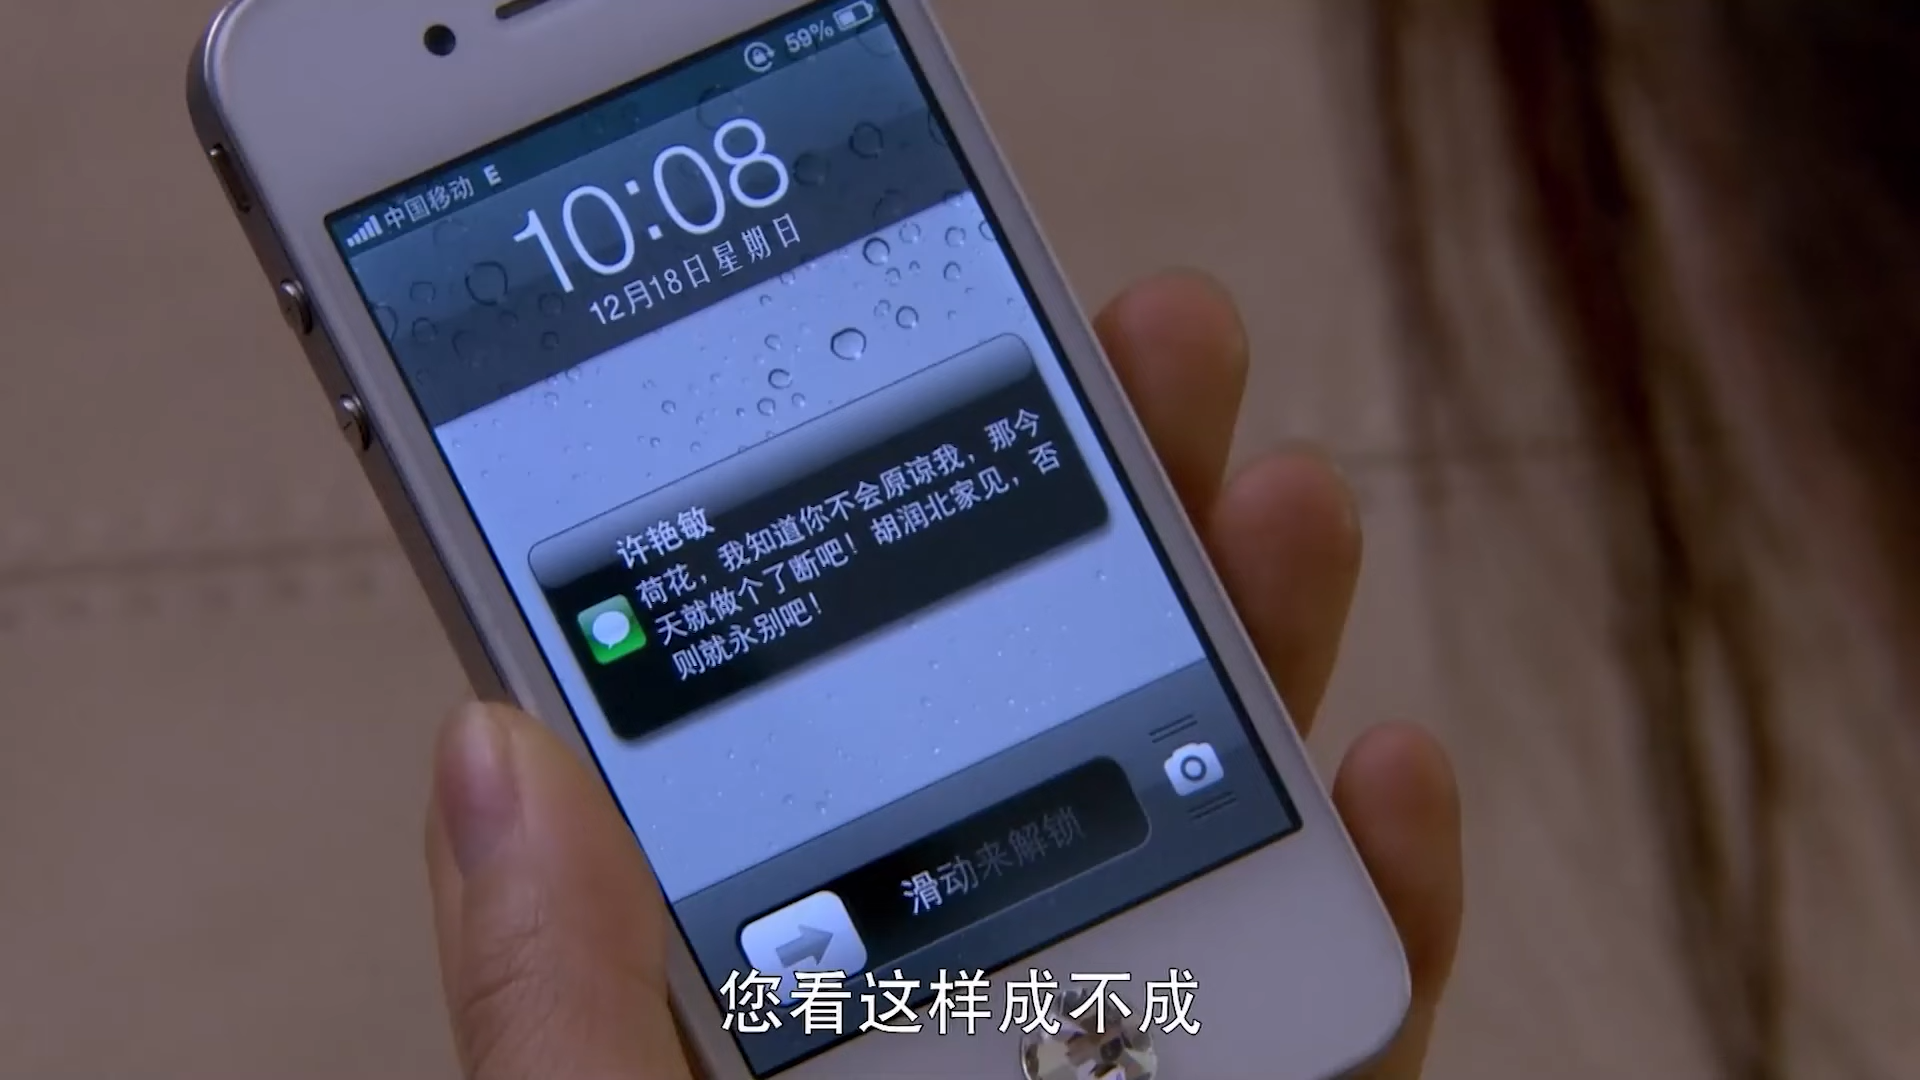 中国移动 E 59%
10:08
12月18日 星期日
许艳敏
荷花，我知道你不会原谅我，那今
天就做个了断吧！胡润北家见，否
则就永别吧！
滑动来解锁
您看这样成不成